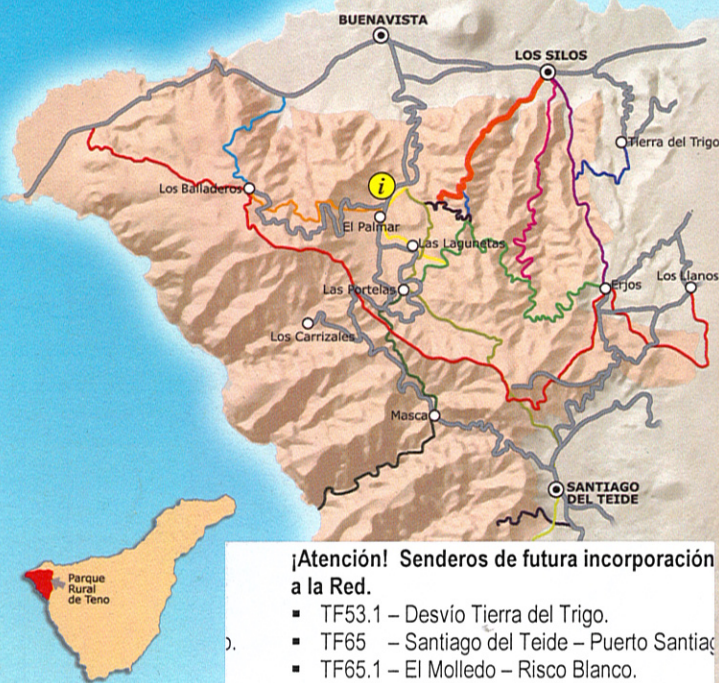 BUENAVISTA
LOS SILOS
Tierra del Trigo
Los Balladeros
i
El Palmar
Las Lagunetas
Las Portelas
Erjos
Los Llanos
Los Carrizales
Masca
SANTIAGO
DEL TEIDE
Parque
Rural
de Teno
¡Atención! Senderos de futura incorporación
a la Red.
▪ TF53.1 – Desvío Tierra del Trigo.
o.
▪ TF65 – Santiago del Teide – Puerto Santiag
▪ TF65.1 – El Molledo – Risco Blanco.